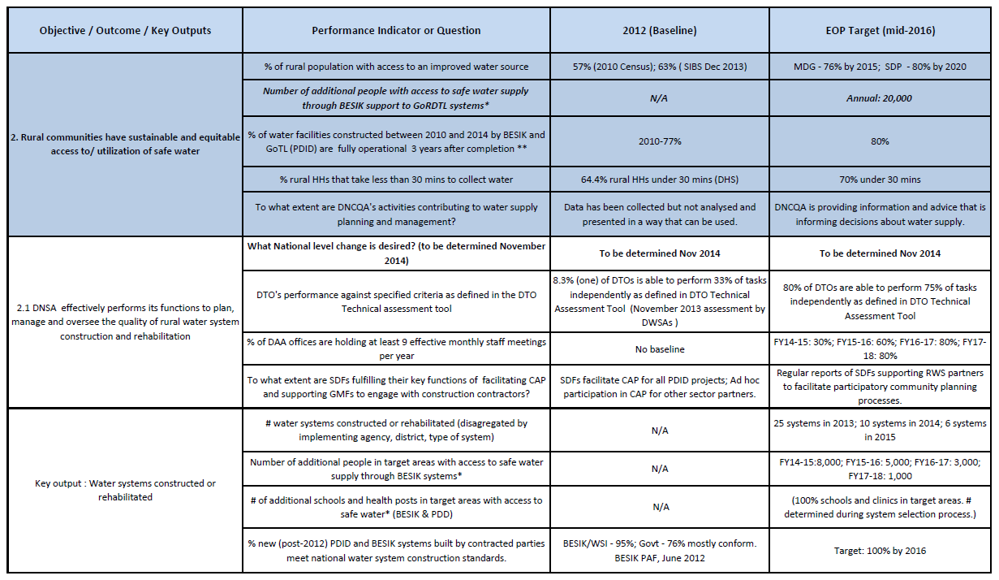 Objective / Outcome / Key Outputs
Performance Indicator or Question
2012 (Baseline)
EOP Target (mid-2016)
2. Rural communities have sustainable and equitable
access to/ utilization of safe water
% of rural population with access to an improved water source
57% (2010 Census); 63% ( SIBS Dec 2013)
MDG - 76% by 2015;  SDP  - 80% by 2020
Number of additional people with access to safe water supply
through BESIK support to GoRDTL systems*
N/A
Annual: 20,000
% of water facilities constructed between 2010 and 2014 by BESIK and
GoTL (PDID) are  fully operational  3 years after completion **
2010-77%
80%
% rural HHs that take less than 30 mins to collect water
64.4% rural HHs under 30 mins (DHS)
70% under 30 mins
To what extent are DNCQA's activities contributing to water supply
planning and management?
Data has been collected but not analysed and
presented in a way that can be used.
DNCQA is providing information and advice that is
informing decisions about water supply.
2.1 DNSA  effectively performs its functions to plan,
manage and oversee the quality of rural water system
construction and rehabilitation
What National level change is desired? (to be determined November
2014)
To be determined Nov 2014
To be determined Nov 2014
DTO's performance against specified criteria as defined in the DTO
Technical assessment tool
8.3% (one) of DTOs is able to perform 33% of tasks
independently as defined in DTO Technical
Assessment Tool  (November 2013 assessment by
DWSAs )
80% of DTOs are able to perform 75% of tasks
independently as defined in DTO Technical
Assessment Tool
% of DAA offices are holding at least 9 effective monthly staff meetings
per year
No baseline
FY14-15: 30%; FY15-16: 60%; FY16-17: 80%; FY17-
18: 80%
To what extent are SDFs fulfilling their key functions of  facilitating CAP
and supporting GMFs to engage with construction contractors?
SDFs facilitate CAP for all PDID projects; Ad hoc
participation in CAP for other sector partners.
Regular reports of SDFs supporting RWS partners
to facilitate participatory community planning
processes.
Key output : Water systems constructed or
rehabilitated
# water systems constructed or rehabilitated (disagregated by
implementing agency, district, type of system)
N/A
25 systems in 2013; 10 systems in 2014; 6 systems
in 2015
Number of additional people in target areas with access to safe water
supply through BESIK systems*
N/A
FY14-15:8,000; FY15-16: 5,000; FY16-17: 3,000;
FY17-18: 1,000
# of additional schools and health posts in target areas with access to
safe water* (BESIK & PDD)
N/A
(100% schools and clinics in target areas. #
determined during system selection process.)
% new (post-2012) PDID and BESIK systems built by contracted parties
meet national water system construction standards.
BESIK/WSI - 95%; Govt - 76% mostly conform.
BESIK PAF, June 2012
Target: 100% by 2016